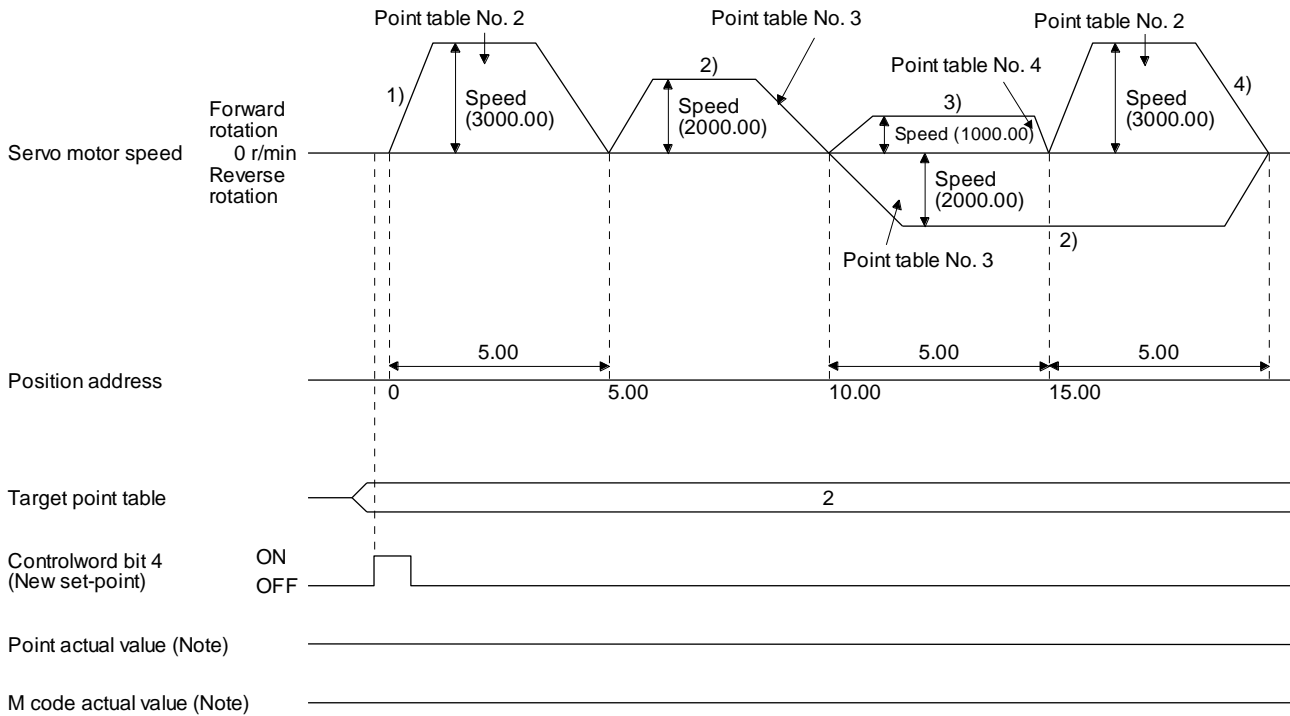 Point table No. 2
Point table No. 3
Point table No. 2
Point table No. 4
1)
2)
3)
4)
Speed
(3000.00)
Speed
(2000.00)
Speed (1000.00)
Speed
(3000.00)
Forward
rotation
Servo motor speed
0 r/min
Reverse
rotation
Speed
(2000.00)
2)
Point table No. 3
5.00
5.00
5.00
Position address
0
5.00
10.00
15.00
Target point table
2
Controlword bit 4
(New set-point)
ON
OFF
Point actual value (Note)
M code actual value (Note)